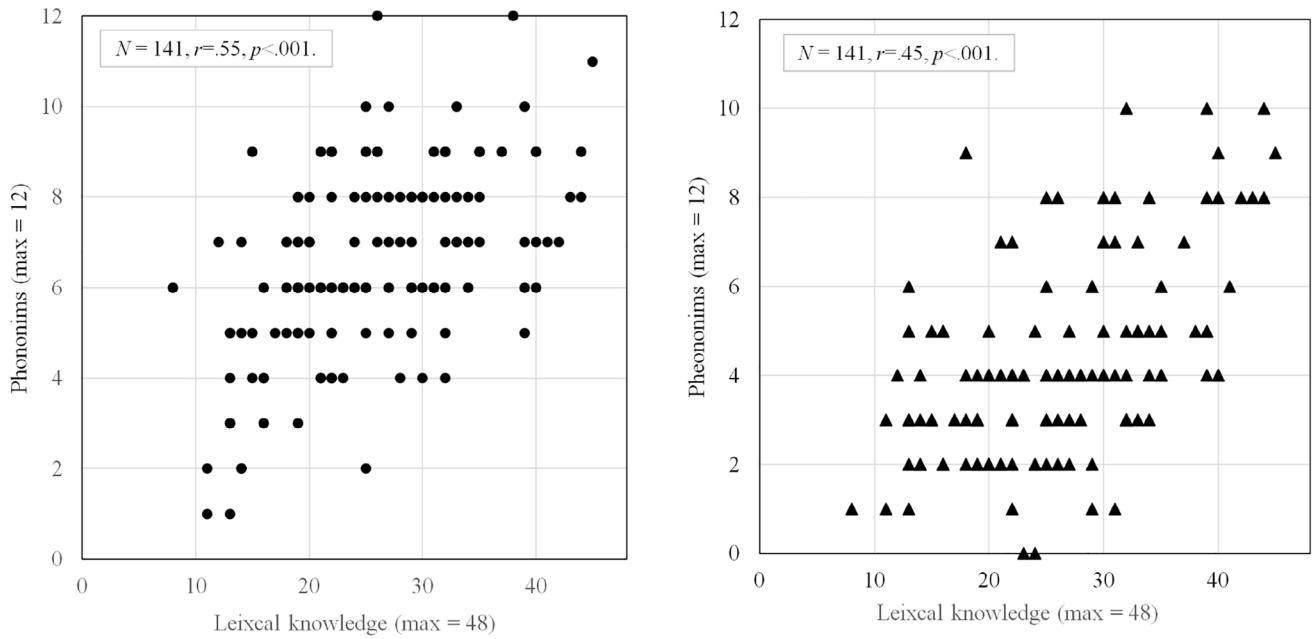 12
10
8
6
4
2
0
Phononims (max = 12)
N = 141, r=.55, p<.001.
0 10 20 30 40
Leixcal knowledge (max = 48)
12
10
8
6
4
2
0
Pheononims (max = 12)
N = 141, r=.45, p<.001.
0 10 20 30 40
Leixcal knowledge (max = 48)